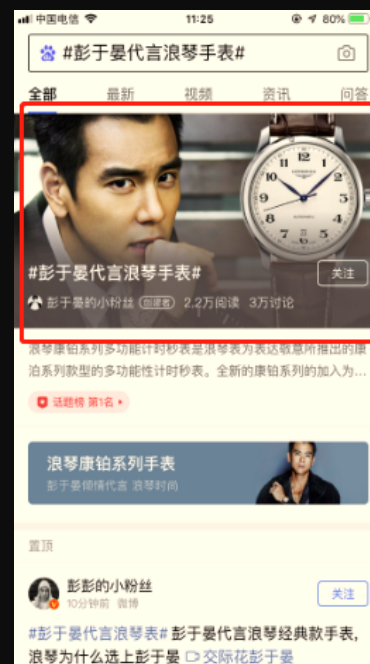 中国电信 11:25 80%
#彭于晏代言浪琴手表#
全部 最新 视频 资讯 问答
12
LONGINES
#彭于晏代言浪琴手表# 关注
彭于晏的小粉丝 创建者 2.2万阅读 3万讨论
浪琴康铂系列多功能计时秒表是浪琴表为表达敬意所推出的康
泊系列款型的多功能性计时秒表。全新的康铂系列的加入为...
话题榜 第1名
浪琴康铂系列手表
彭于晏倾情代言 浪琴时尚
置顶
彭彭的小粉丝 关注
10分钟前 微博
#彭于晏代言浪琴表# 彭于晏代言浪琴经典款手表,
浪琴为什么选上彭于晏 交际花彭于晏